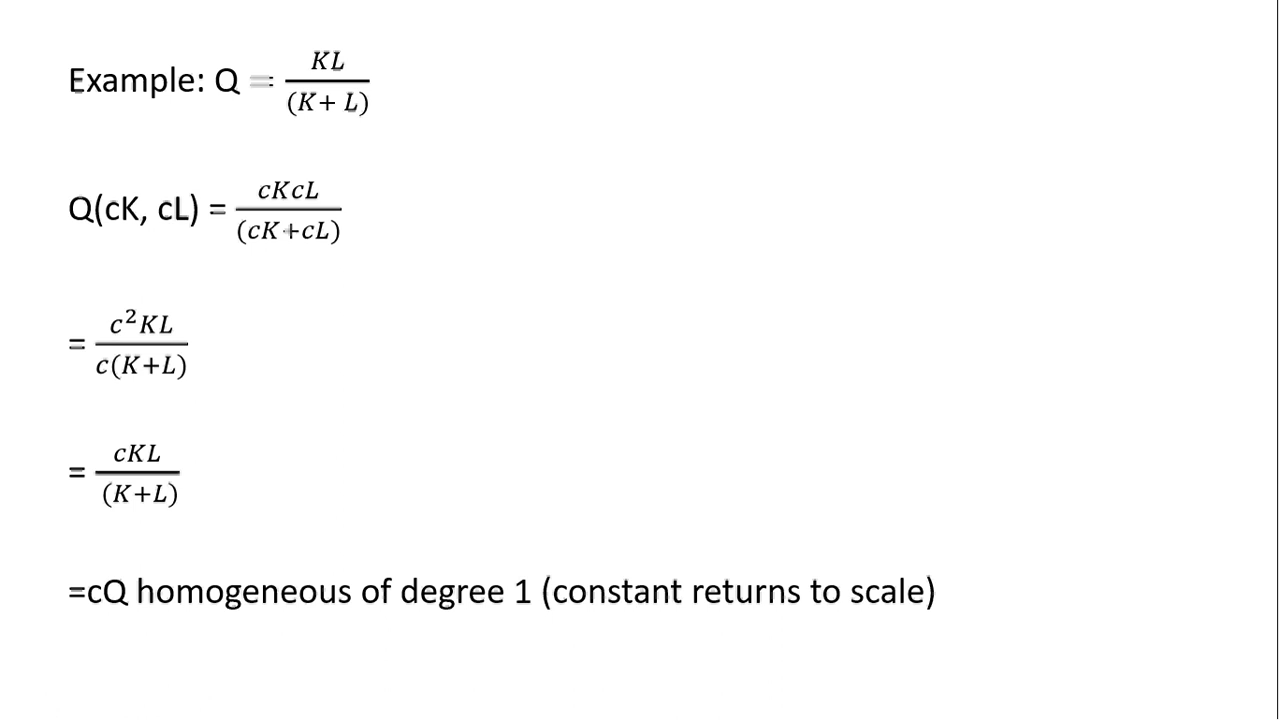 Example: Q = KL/(K+ L)
Q(cK, cL) = cKcL/(cK+cL)
= c²KL/c(K+L)
= cKL/(K+L)
=cQ homogeneous of degree 1 (constant returns to scale)